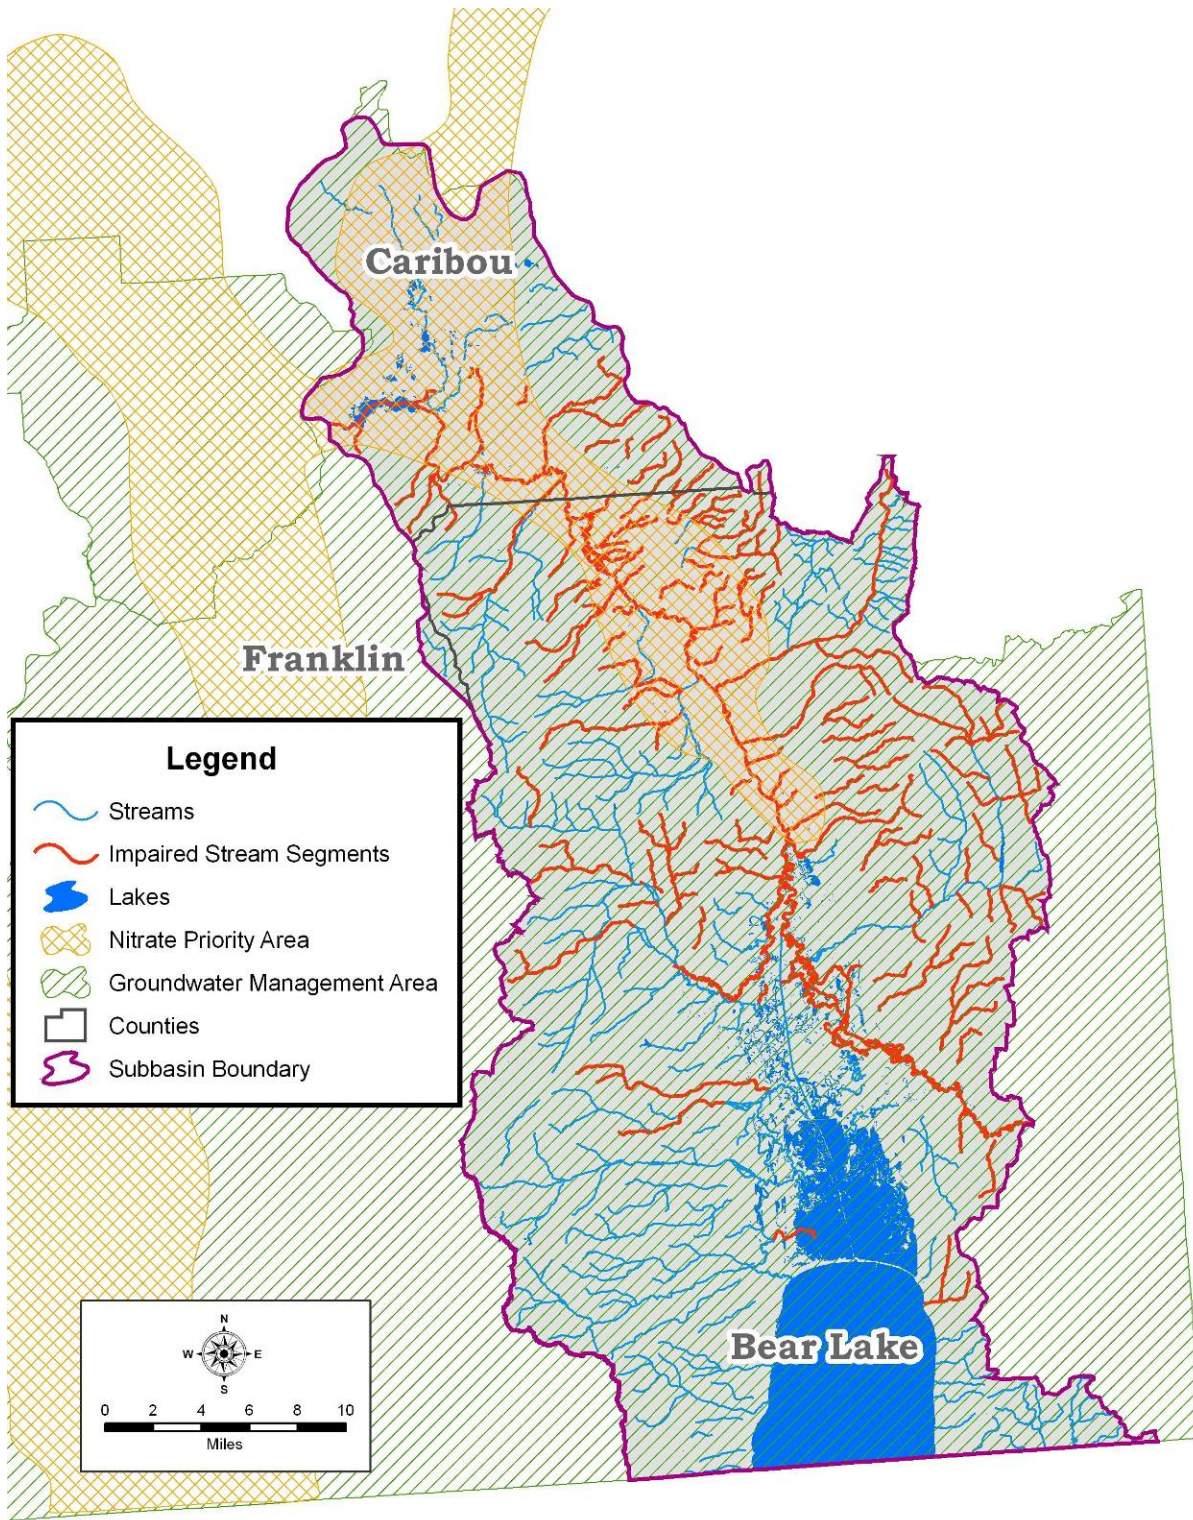 Caribou
Franklin
Legend
Streams
Impaired Stream Segments
Lakes
Nitrate Priority Area
Groundwater Management Area
Counties
Subbasin Boundary
Bear Lake
N
W E
S
0 2 4 6 8 10
Miles